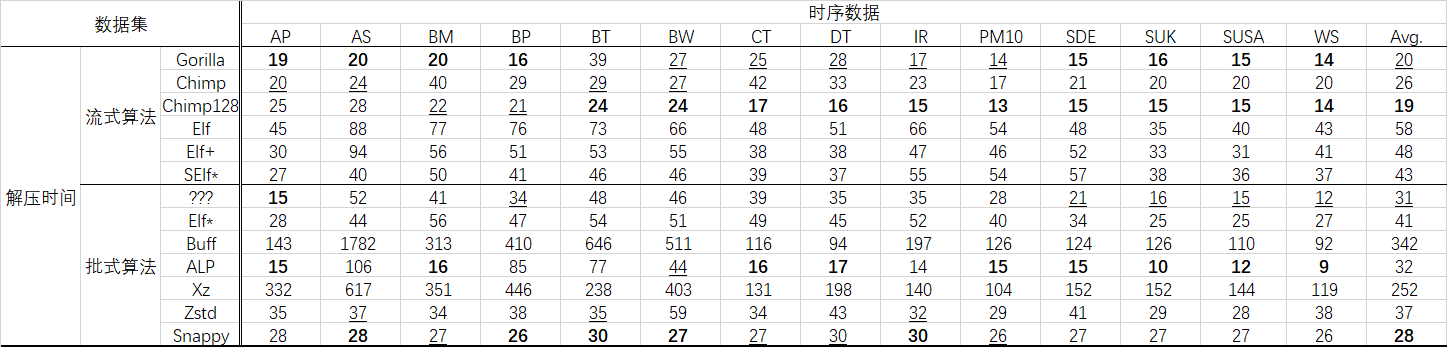 数据集 时序数据
AP AS BM BP BT BW CT DT IR PM10 SDE SUK SUSA WS Avg.
解压时间 流式算法 Gorilla 19 20 20 16 39 27 25 28 17 14 15 16 15 14 20
Chimp 20 24 40 29 29 27 42 33 23 17 21 20 20 20 26
Chimp128 25 28 22 21 24 24 17 16 15 13 15 15 15 14 19
Elf 45 88 77 76 73 66 48 51 66 54 48 35 40 43 58
Elf+ 30 94 56 51 53 55 38 38 47 46 52 33 31 41 48
SElf* 27 40 50 41 46 46 39 37 55 54 57 38 36 37 43
批式算法 ??? 15 52 41 34 48 46 39 35 35 28 21 16 15 12 31
Elf* 28 44 56 47 54 51 49 45 52 40 34 25 25 27 41
Buff 143 1782 313 410 646 511 116 94 197 126 124 126 110 92 342
ALP 15 106 16 85 77 44 16 17 14 15 15 10 12 9 32
Xz 332 617 351 446 238 403 131 198 140 104 152 152 144 119 252
Zstd 35 37 34 38 35 59 34 43 32 29 41 29 28 38 37
Snappy 28 28 27 26 30 27 27 30 30 26 27 27 27 26 28